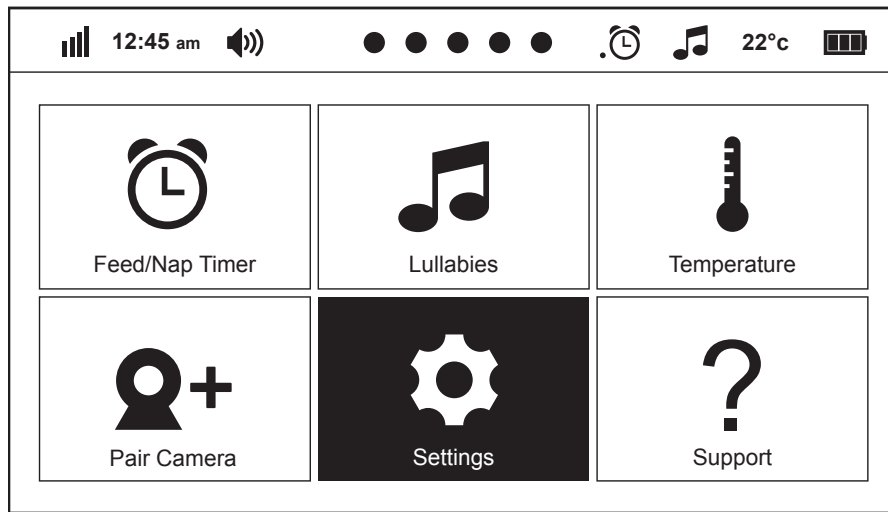 12:45 am 22°c
Feed/Nap Timer Lullabies Temperature
Pair Camera Settings Support